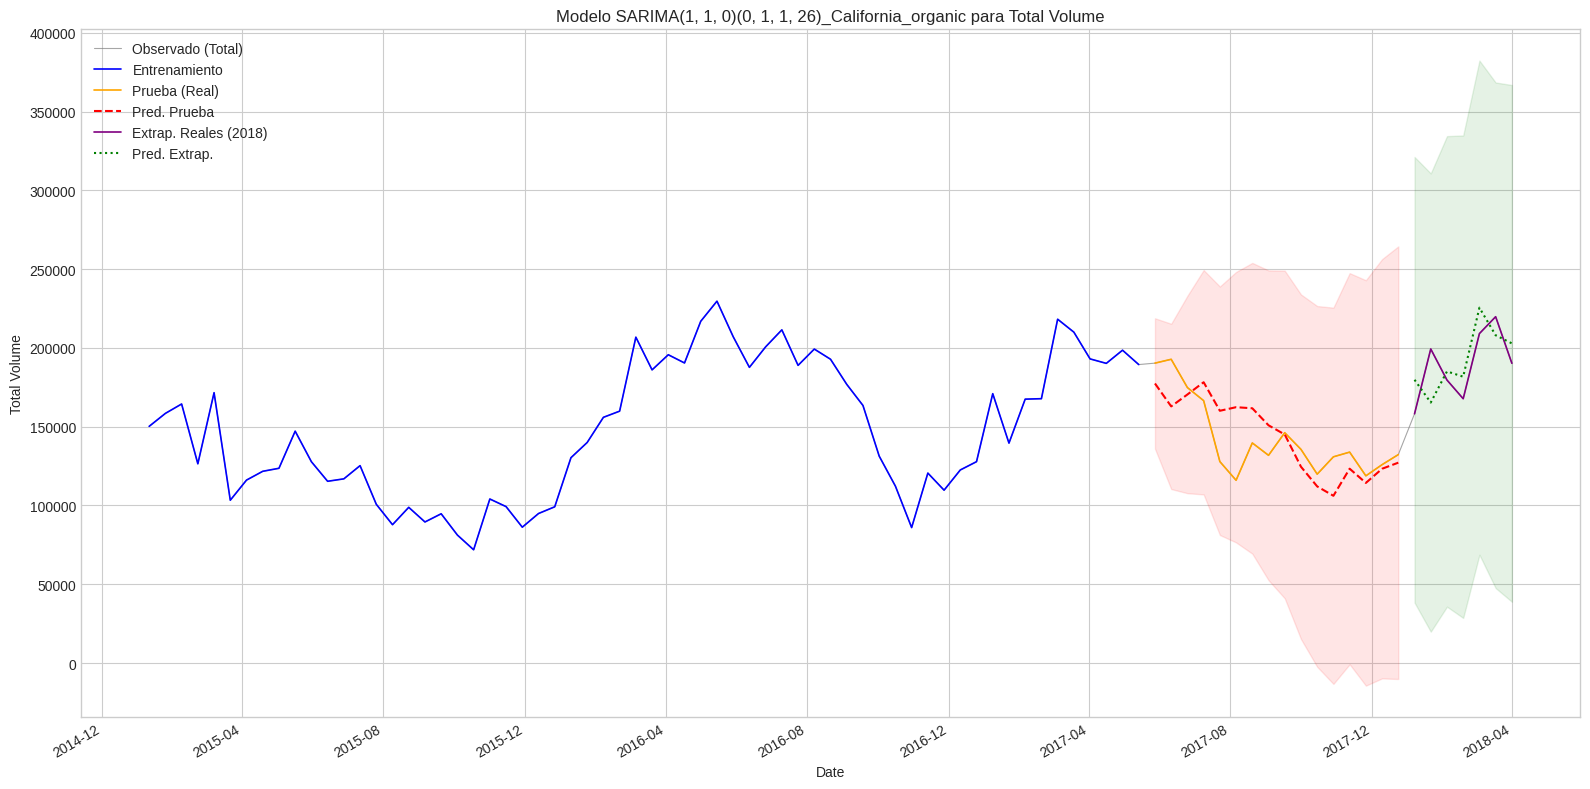 Modelo SARIMA(1, 1, 0)(0, 1, 1, 26)_California_organic para Total Volume
400000
350000
300000
250000
200000
150000
100000
50000
0
Total Volume
Observado (Total)
Entrenamiento
Prueba (Real)
Pred. Prueba
Extrap. Reales (2018)
Pred. Extrap.
2014-12
2015-04
2015-08
2015-12
2016-04
2016-08
2016-12
2017-04
2017-08
2017-12
2018-04
Date